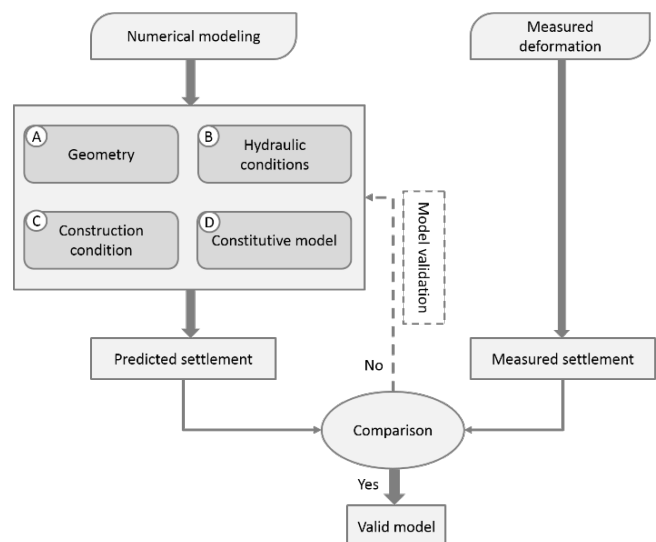 Numerical modeling
Measured
deformation
A
Geometry
B
Hydraulic
conditions
C
Construction
condition
D
Constitutive model
Model validation
Predicted settlement
Measured settlement
No
Comparison
Yes
Valid model